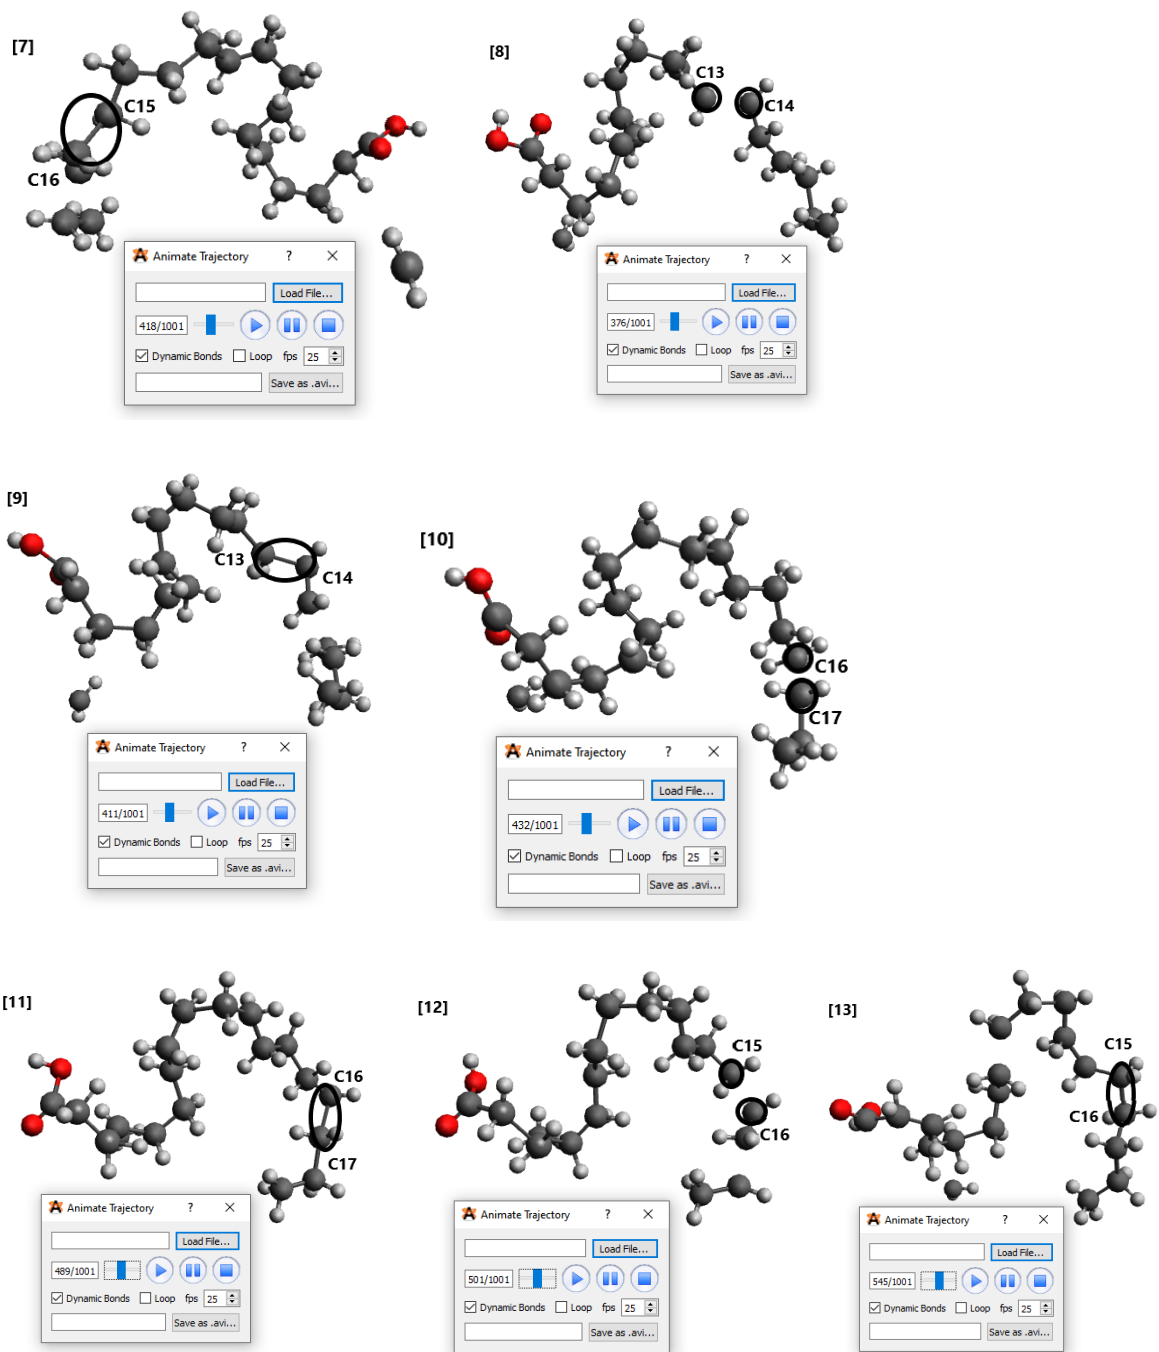 [7]
C15
C16
Animate Trajectory ? ×
Load File...
418/1001
Dynamic Bonds Loop fps 25
Save as .avi...
[8]
C13
C14
Animate Trajectory ? ×
Load File...
376/1001
Dynamic Bonds Loop fps 25
Save as .avi...
[9]
C13
C14
Animate Trajectory ? ×
Load File...
411/1001
Dynamic Bonds Loop fps 25
Save as .avi...
[10]
C16
C17
Animate Trajectory ? ×
Load File...
432/1001
Dynamic Bonds Loop fps 25
Save as .avi...
[11]
C16
C17
Animate Trajectory ? ×
Load File...
489/1001
Dynamic Bonds Loop fps 25
Save as .avi...
[12]
C15
C16
Animate Trajectory ? ×
Load File...
501/1001
Dynamic Bonds Loop fps 25
Save as .avi...
[13]
C15
C16
Animate Trajectory ? ×
Load File...
545/1001
Dynamic Bonds Loop fps 25
Save as .avi...